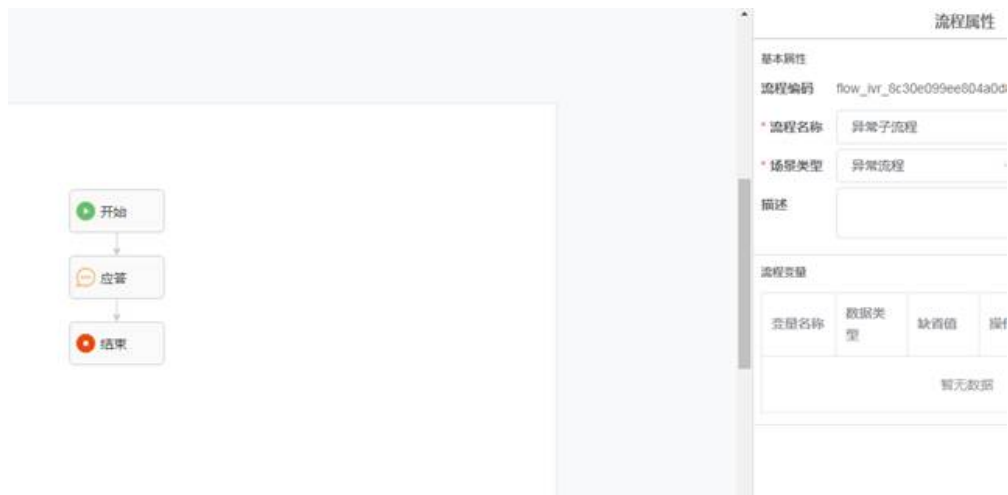 流程属性
基本属性
流程编码 flow_ivr_8c30e099ee804a0d
* 流程名称 异常子流程
* 场景类型 异常流程
描述
开始
应答
结束
流程变量
变量名称 数据类型 缺省值 操作
暂无数据